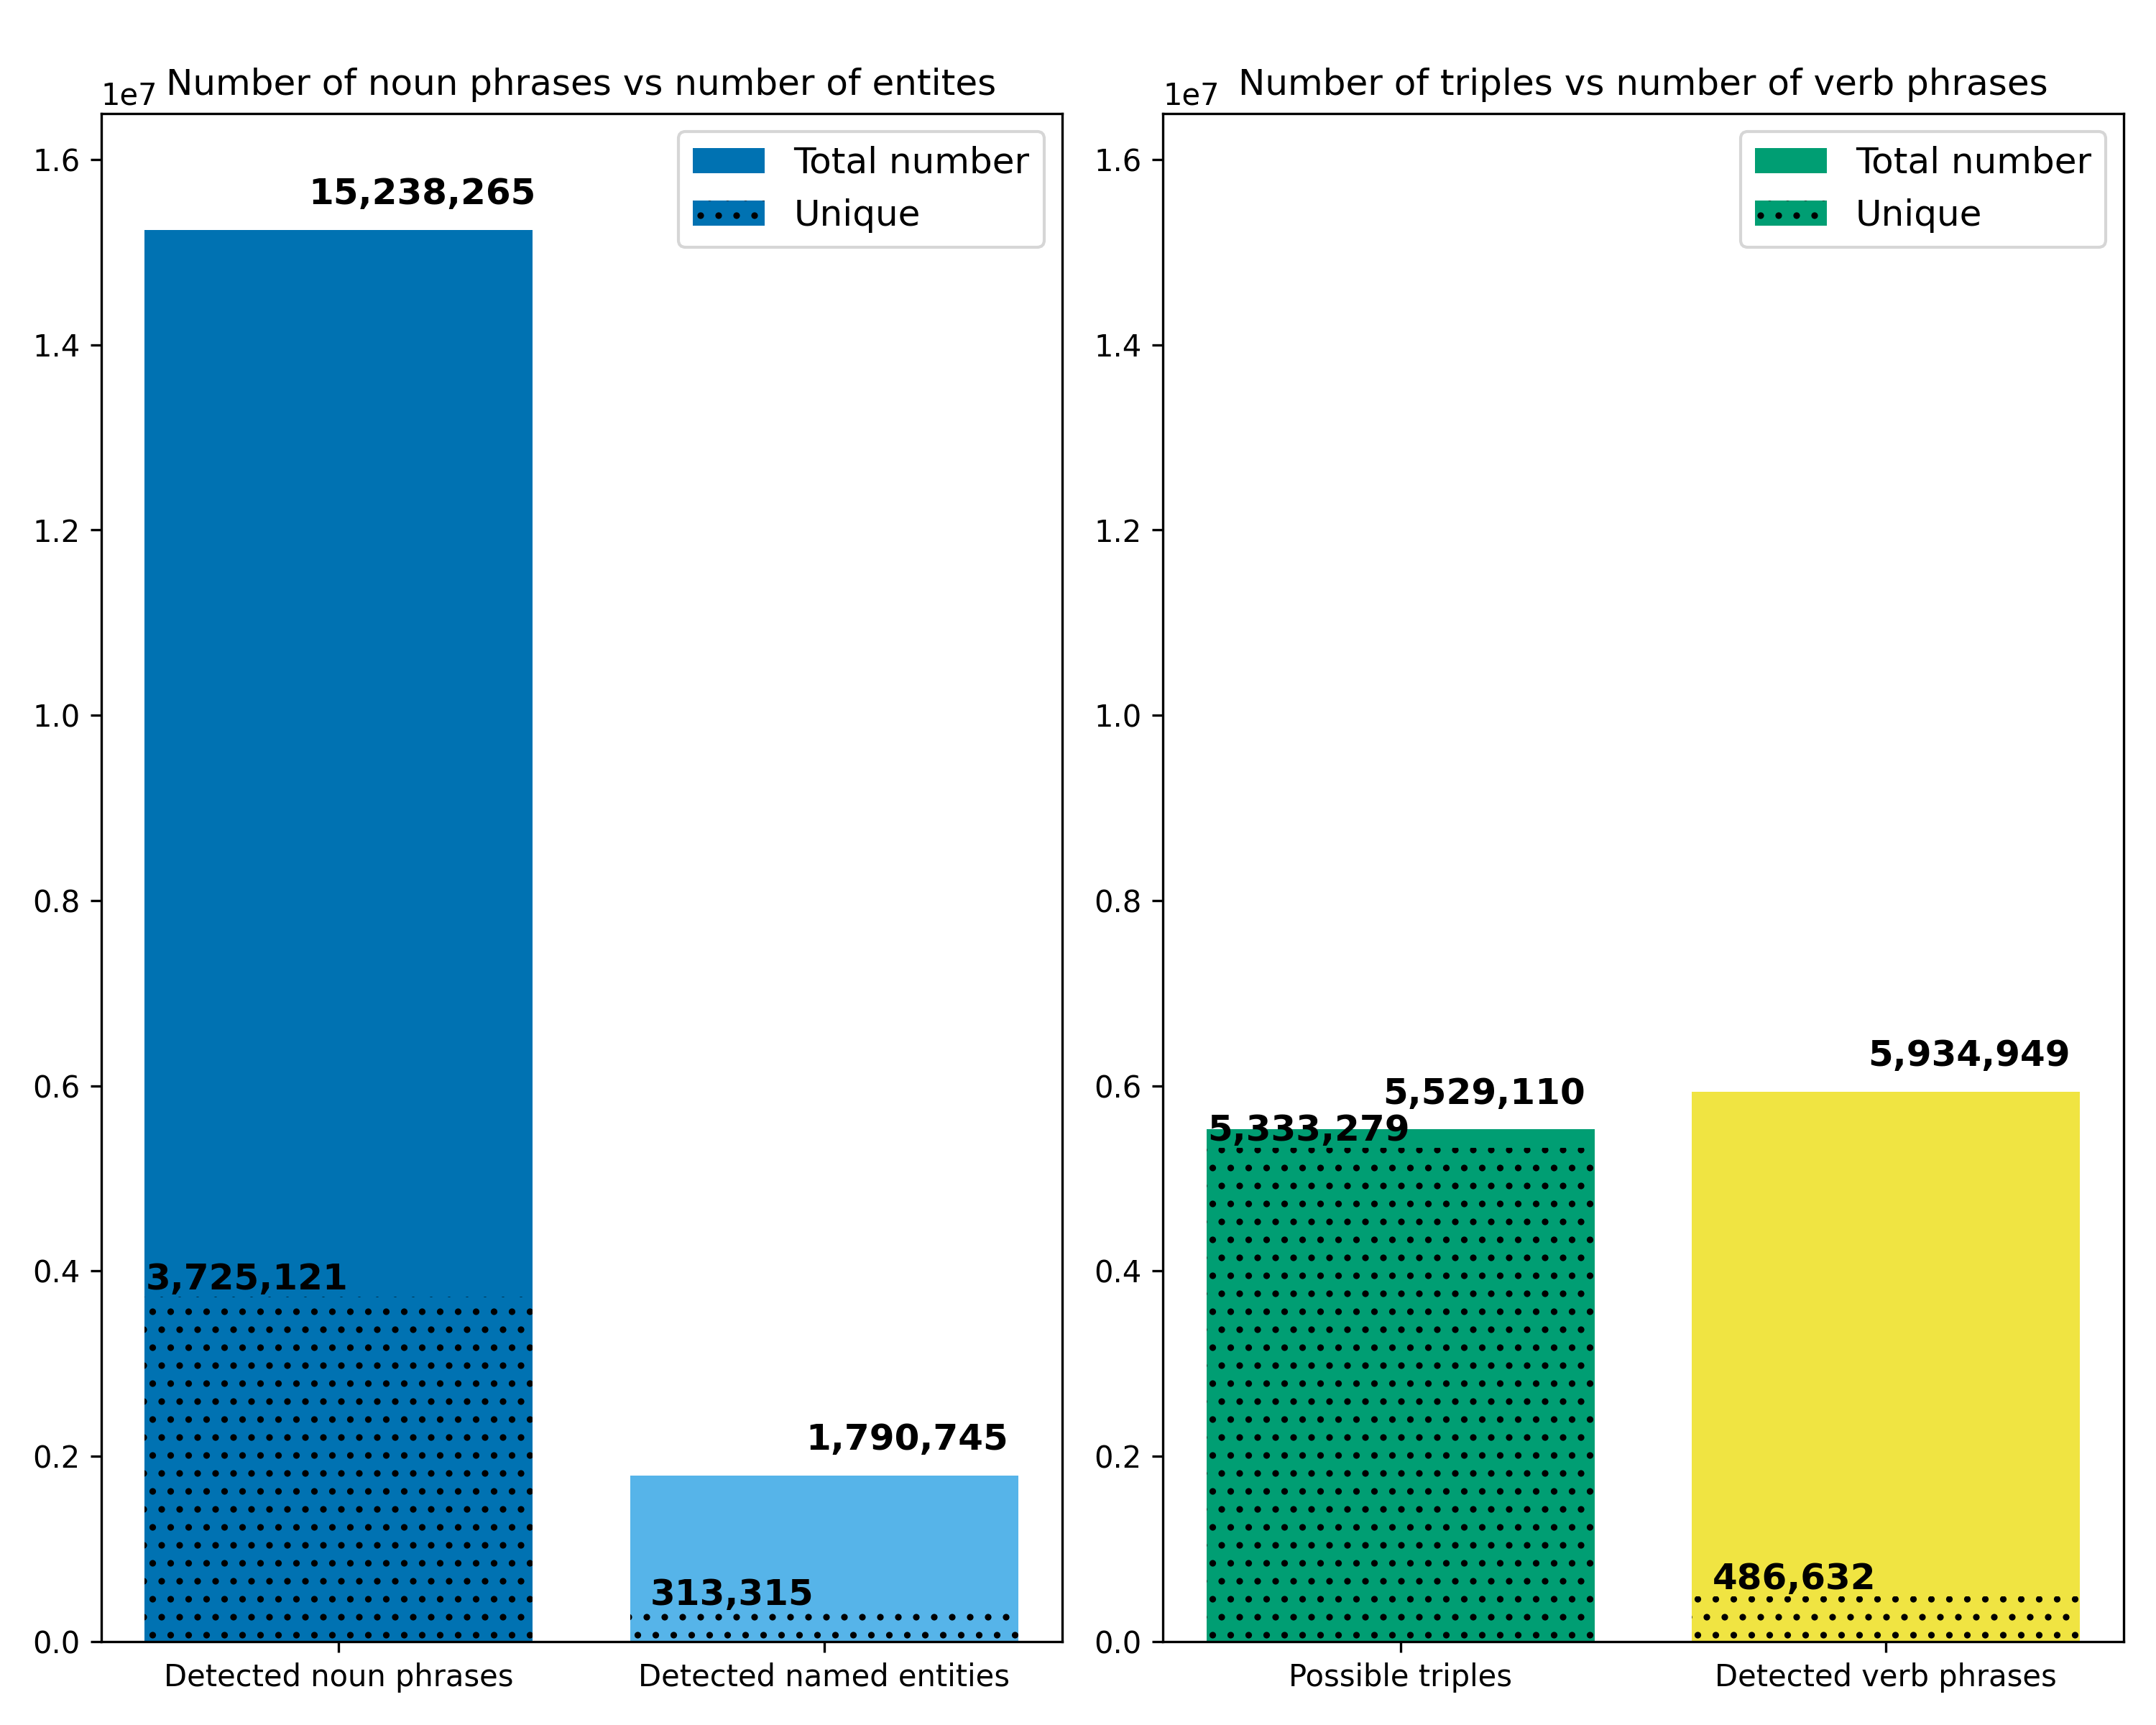 Number of noun phrases vs number of entites
1e7
1.6
1.4
1.2
1.0
0.8
0.6
0.4
0.2
0.0
Total number
Unique
15,238,265
3,725,121
1,790,745
313,315
Detected noun phrases
Detected named entities
Number of triples vs number of verb phrases
1e7
1.6
1.4
1.2
1.0
0.8
0.6
0.4
0.2
0.0
Total number
Unique
5,529,110
5,333,279
5,934,949
486,632
Possible triples
Detected verb phrases